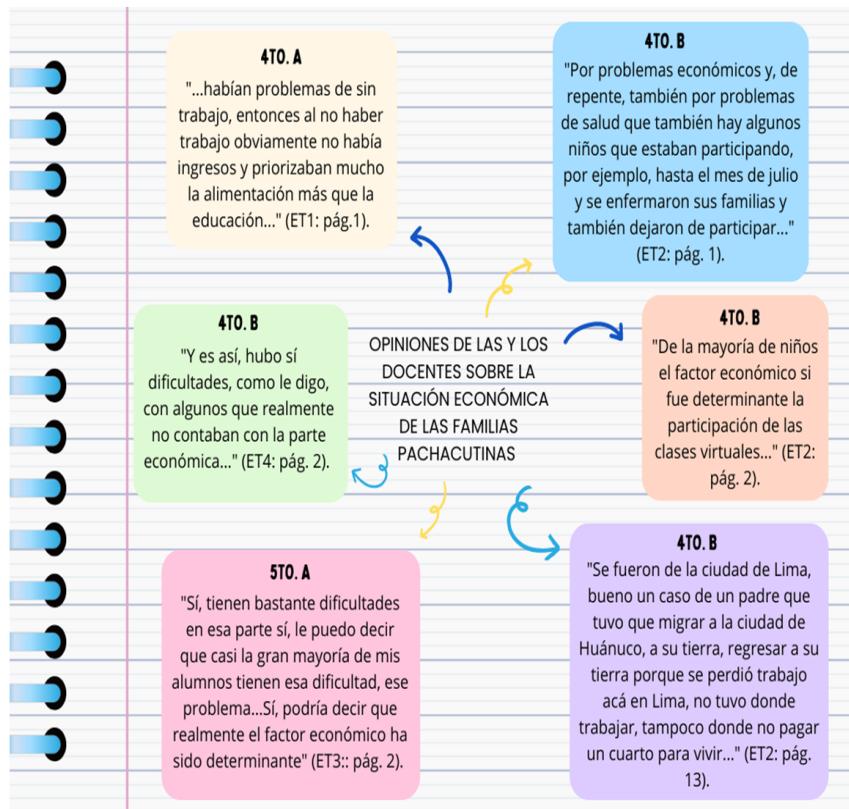 4TO. A
"...habían problemas de sin
trabajo, entonces al no haber
trabajo obviamente no había
ingresos y priorizaban mucho
la alimentación más que la
educación..." (ET1: pág.1).
4TO. B
"Por problemas económicos y, de
repente, también por problemas
de salud que también hay algunos
niños que estaban participando,
por ejemplo, hasta el mes de julio
y se enfermaron sus familias y
también dejaron de participar..."
(ET2: pág. 1).
4TO. B
"Y es así, hubo sí
dificultades, como le digo,
con algunos que realmente
no contaban con la parte
económica..." (ET4: pág. 2).
OPINIONES DE LAS Y LOS
DOCENTES SOBRE LA
SITUACIÓN ECONÓMICA
DE LAS FAMILIAS
PACHACUTINAS
4TO. B
"De la mayoría de niños
el factor económico si
fue determinante la
participación de las
clases virtuales..." (ET2:
pág. 2).
5TO. A
"Sí, tienen bastante dificultades
en esa parte sí, le puedo decir
que casi la gran mayoría de mis
alumnos tienen esa dificultad, ese
problema...Sí, podría decir que
realmente el factor económico ha
sido determinante" (ET3:: pág. 2).
4TO. B
"Se fueron de la ciudad de Lima,
bueno un caso de un padre que
tuvo que migrar a la ciudad de
Huánuco, a su tierra, regresar a su
tierra porque se perdió trabajo
acá en Lima, no tuvo donde
trabajar, tampoco donde no pagar
un cuarto para vivir..." (ET2: pág.
13).